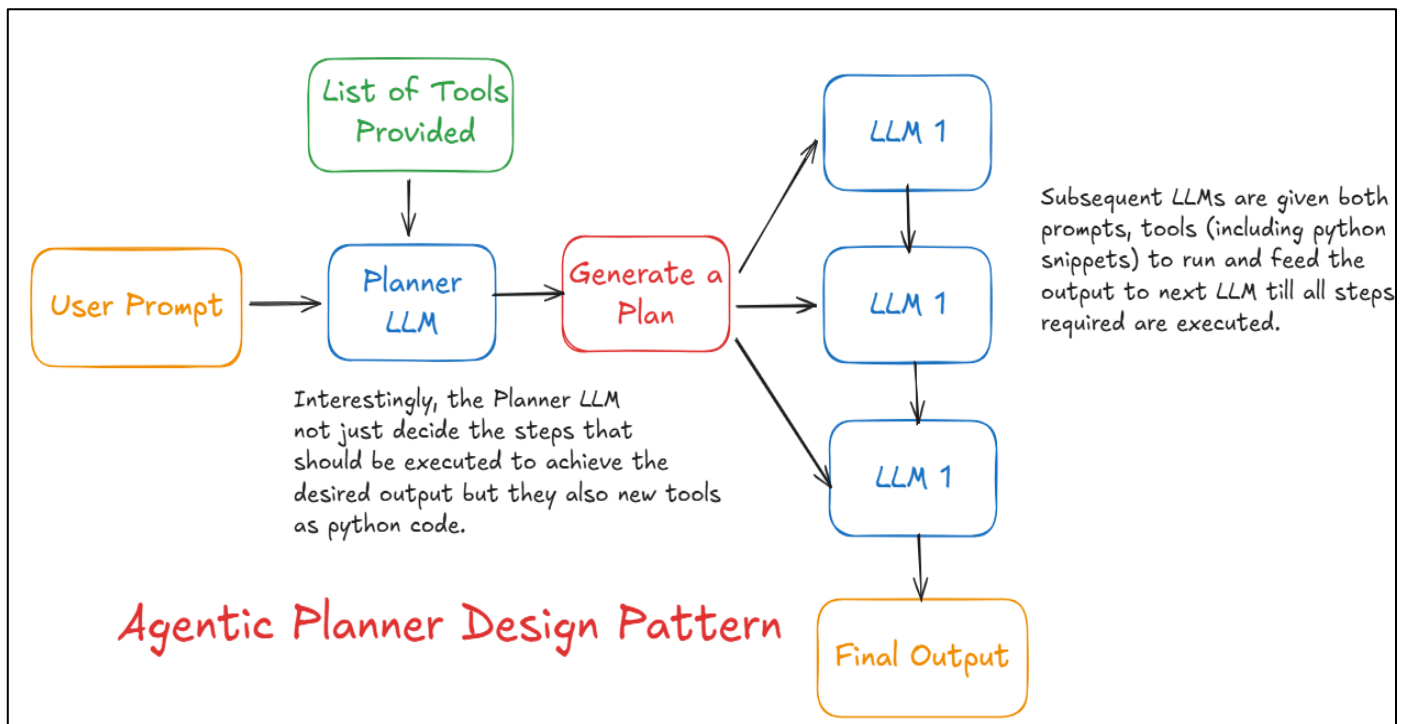 List of Tools
Provided
User Prompt
Planner
LLM
Generate a
Plan
LLM 1
LLM 1
LLM 1
Subsequent LLMs are given both
prompts, tools (including python
snippets) to run and feed the
output to next LLM till all steps
required are executed.
Interestingly, the Planner LLM
not just decide the steps that
should be executed to achieve the
desired output but they also new tools
as python code.
Agentic Planner Design Pattern
Final Output